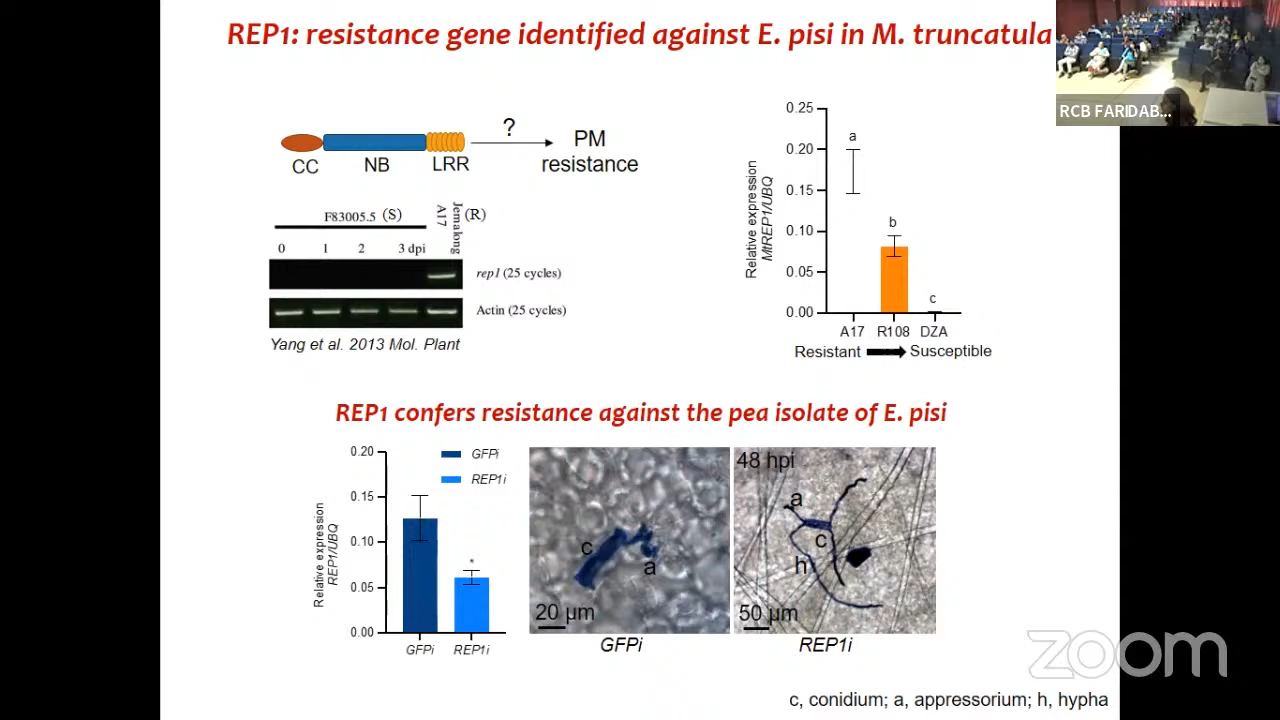 REP1: resistance gene identified against E. pisi in M. truncatula
RCB FARIDAB...
CC
NB
LRR
?
PM
resistance
F83005.5 (S)
Jemalong
A17
(R)
0 1 2 3 dpi
rep1 (25 cycles)
Actin (25 cycles)
Yang et al. 2013 Mol. Plant
Relative expression
MtREP1/UBQ
0.25
0.20
0.15
0.10
0.05
0.00
a
b
c
A17 R108 DZA
Resistant Susceptible
REP1 confers resistance against the pea isolate of E. pisi
Relative expression
REP1/UBQ
0.20
0.15
0.10
0.05
0.00
GFPi
REP1i
*
GFPi REP1i
c
a
20 µm
GFPi
48 hpi
a
c
h
50 µm
REP1i
zoom
c, conidium; a, appressorium; h, hypha